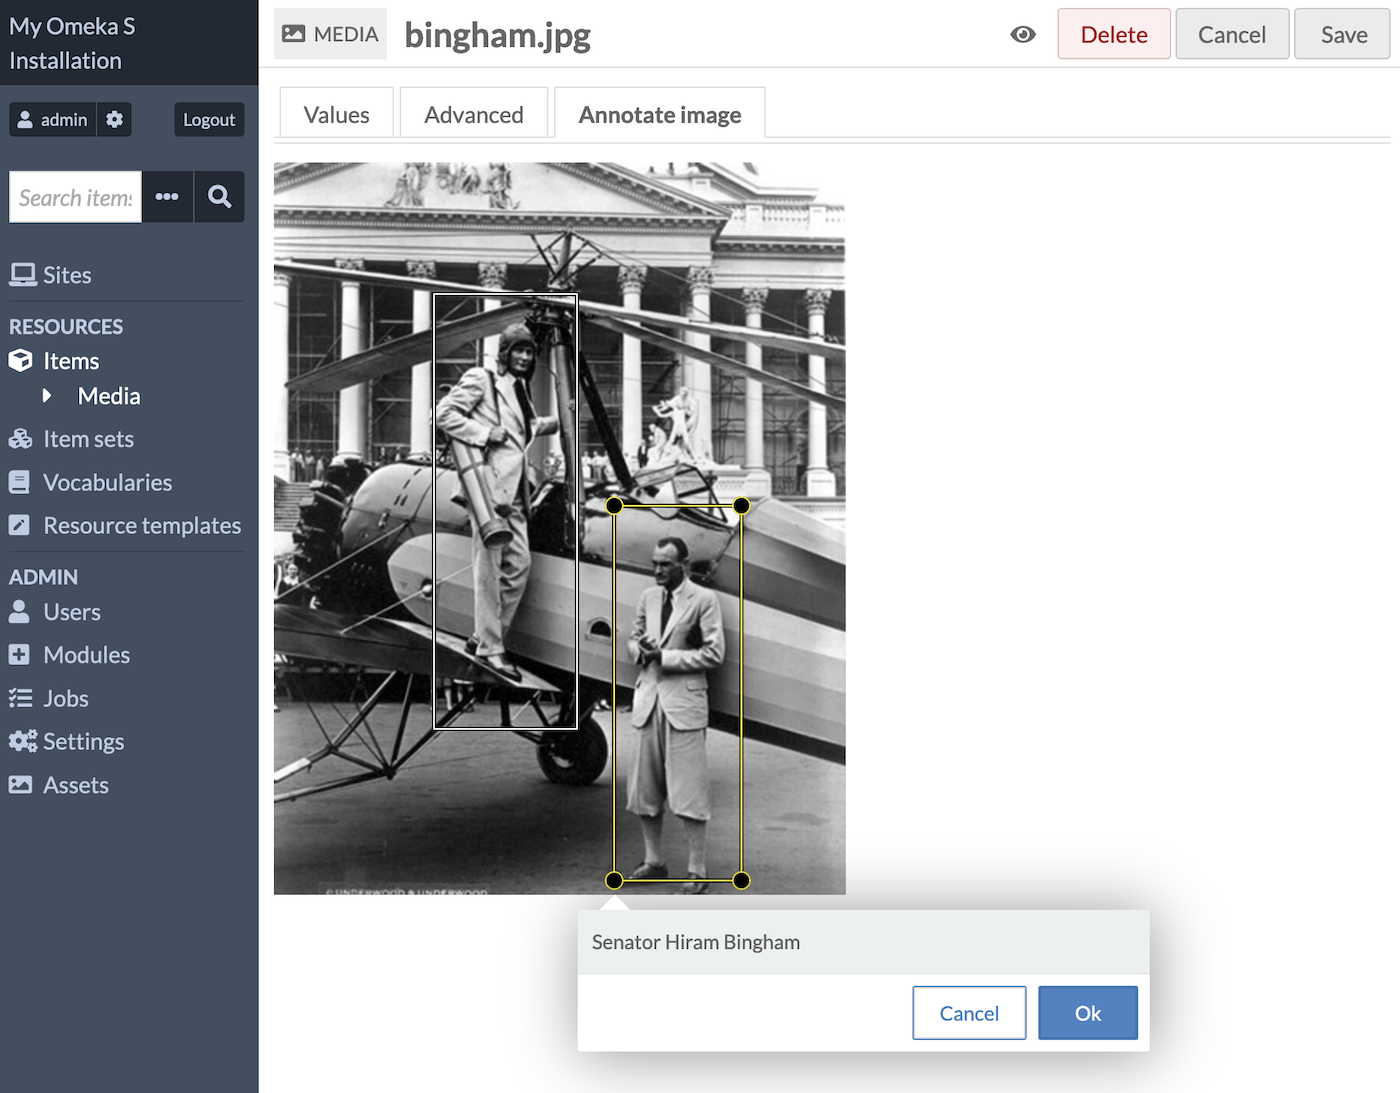 My Omeka S
Installation
admin
Logout
Search items
Sites
RESOURCES
Items
Media
Item sets
Vocabularies
Resource templates
ADMIN
Users
Modules
Jobs
Settings
Assets
MEDIA
bingham.jpg
Delete
Cancel
Save
Values
Advanced
Annotate image
©UNDERWOOD & UNDERWOOD
Senator Hiram Bingham
Cancel
Ok